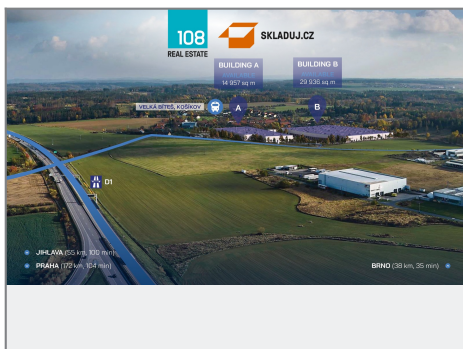 108
REAL ESTATE
SKLADUJ.CZ
BUILDING A
14 957 sq m
BUILDING B
29 936 sq m
VELKÁ BÍTEŠ, KOŠÍKOV
A
B
D1
JIHLAVA (55 km, 100 min)
PRAHA (172 km, 104 min)
BRNO (38 km, 35 min)